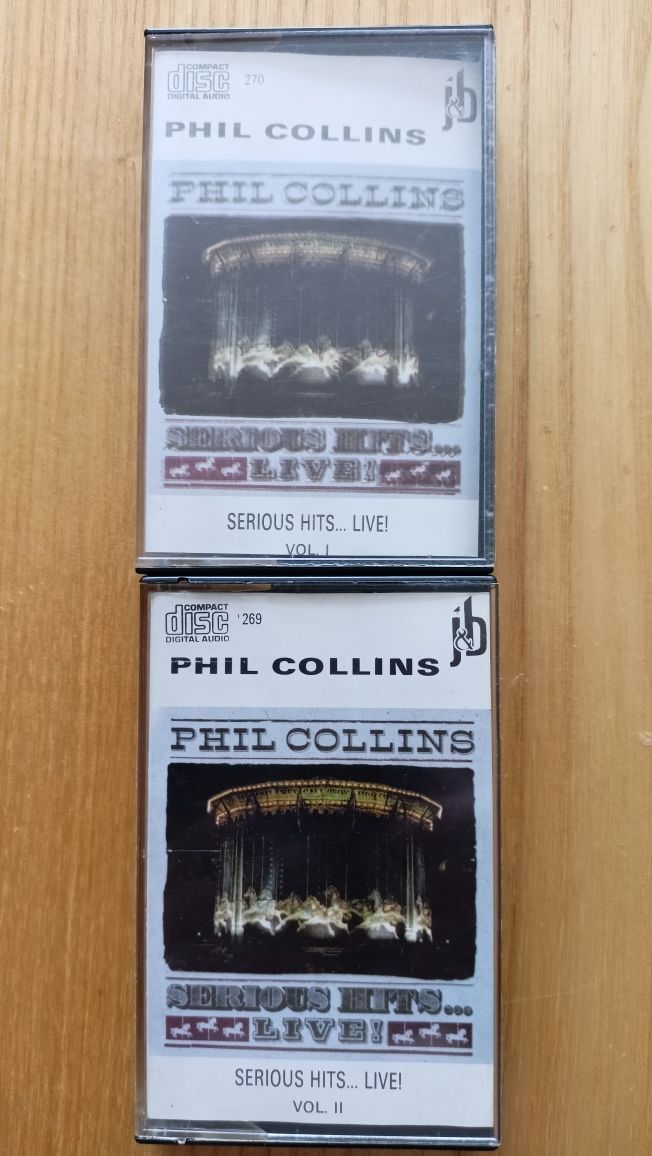 COMPACT
disc 270
DIGITAL AUDIO
j&b
PHIL COLLINS
PHIL COLLINS
SERIOUS HITS...
LIVE!
SERIOUS HITS... LIVE!
VOL. I
COMPACT
disc '269
DIGITAL AUDIO
j&b
PHIL COLLINS
PHIL COLLINS
SERIOUS HITS...
LIVE!
SERIOUS HITS... LIVE!
VOL. II